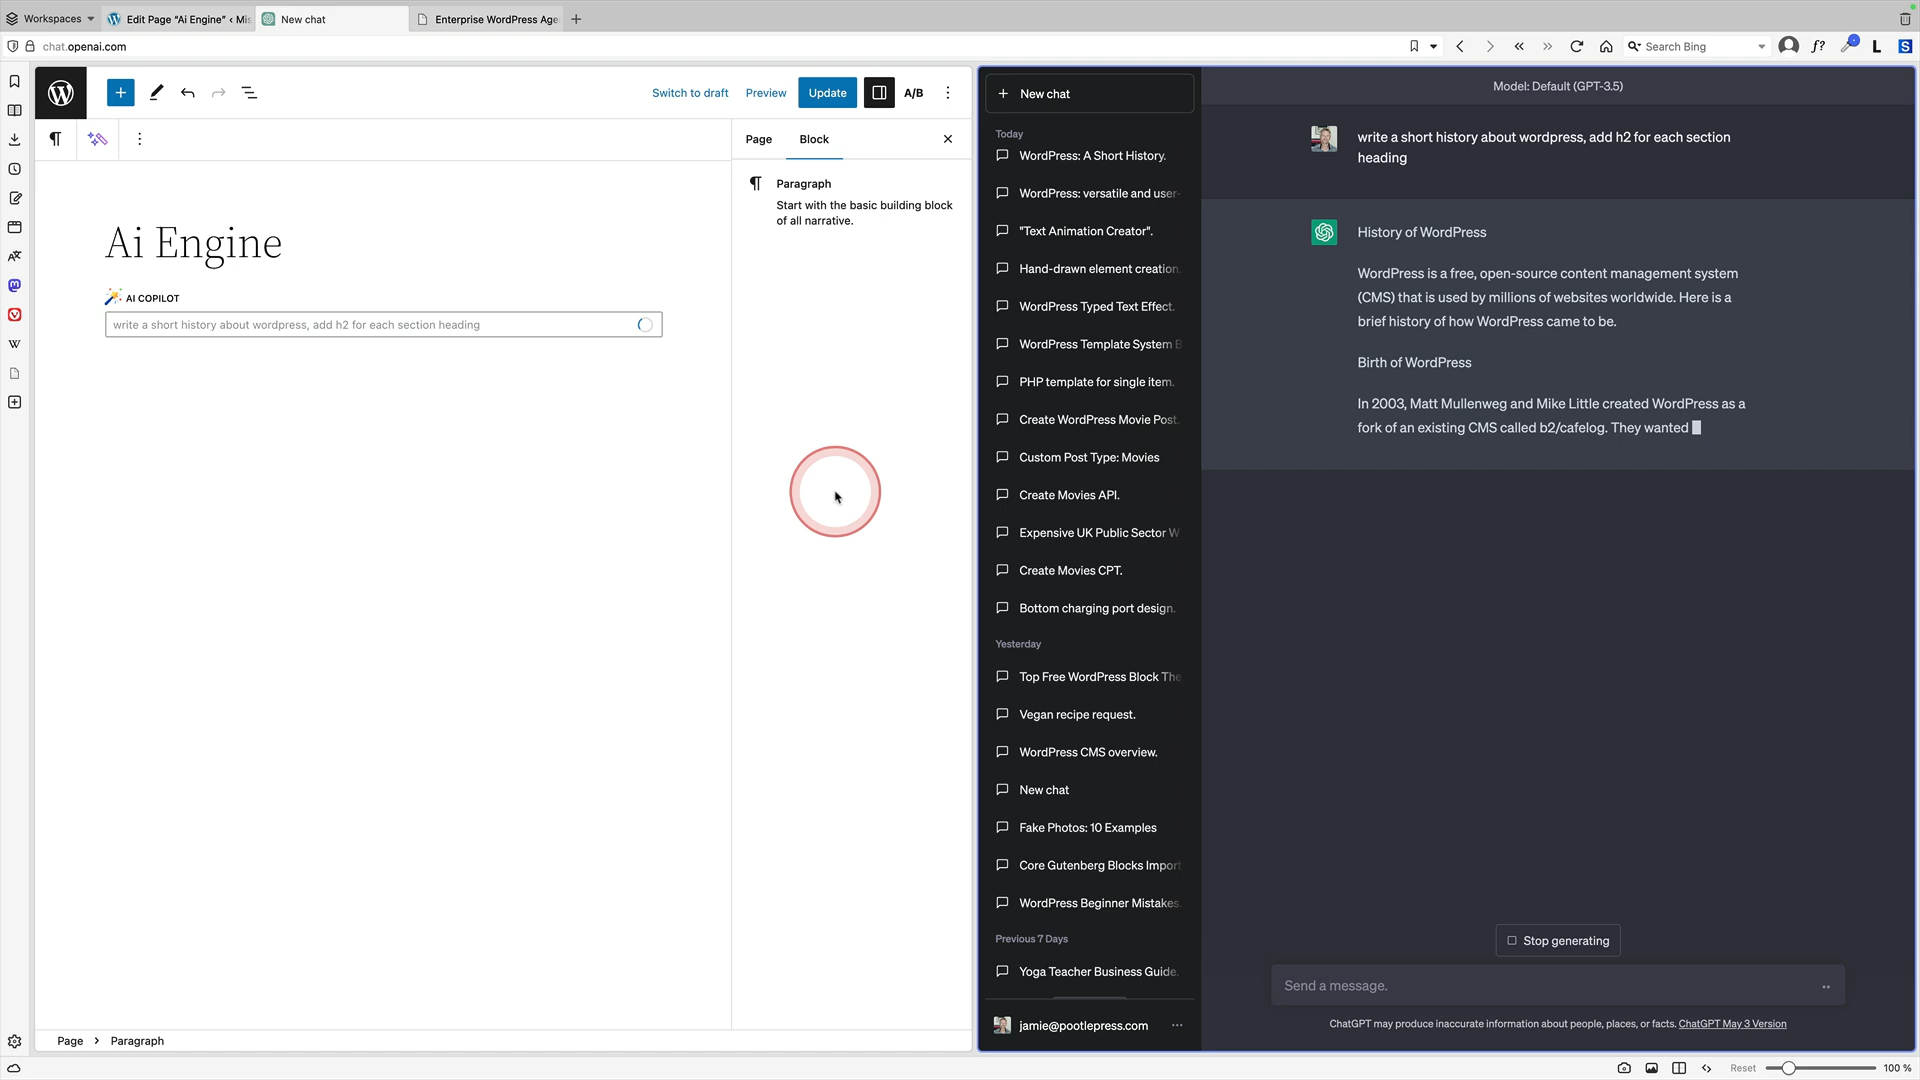 Workspaces
Edit Page "Ai Engine" ‹ Mis
New chat
Enterprise WordPress Age
chat.openai.com
Search Bing
f?
L
S
Switch to draft
Preview
Update
A/B
Page
Block
Paragraph
Start with the basic building block
of all narrative.
Ai Engine
AI COPILOT
write a short history about wordpress, add h2 for each section heading
Page › Paragraph
New chat
Today
WordPress: A Short History.
WordPress: versatile and user-
"Text Animation Creator".
Hand-drawn element creation.
WordPress Typed Text Effect.
WordPress Template System B
PHP template for single item.
Create WordPress Movie Post.
Custom Post Type: Movies
Create Movies API.
Expensive UK Public Sector W
Create Movies CPT.
Bottom charging port design.
Yesterday
Top Free WordPress Block The
Vegan recipe request.
WordPress CMS overview.
New chat
Fake Photos: 10 Examples
Core Gutenberg Blocks Import
WordPress Beginner Mistakes.
Previous 7 Days
Yoga Teacher Business Guide.
jamie@pootlepress.com
Model: Default (GPT-3.5)
write a short history about wordpress, add h2 for each section
heading
History of WordPress
WordPress is a free, open-source content management system
(CMS) that is used by millions of websites worldwide. Here is a
brief history of how WordPress came to be.
Birth of WordPress
In 2003, Matt Mullenweg and Mike Little created WordPress as a
fork of an existing CMS called b2/cafelog. They wanted
Stop generating
Send a message.
ChatGPT may produce inaccurate information about people, places, or facts. ChatGPT May 3 Version
Reset
100 %